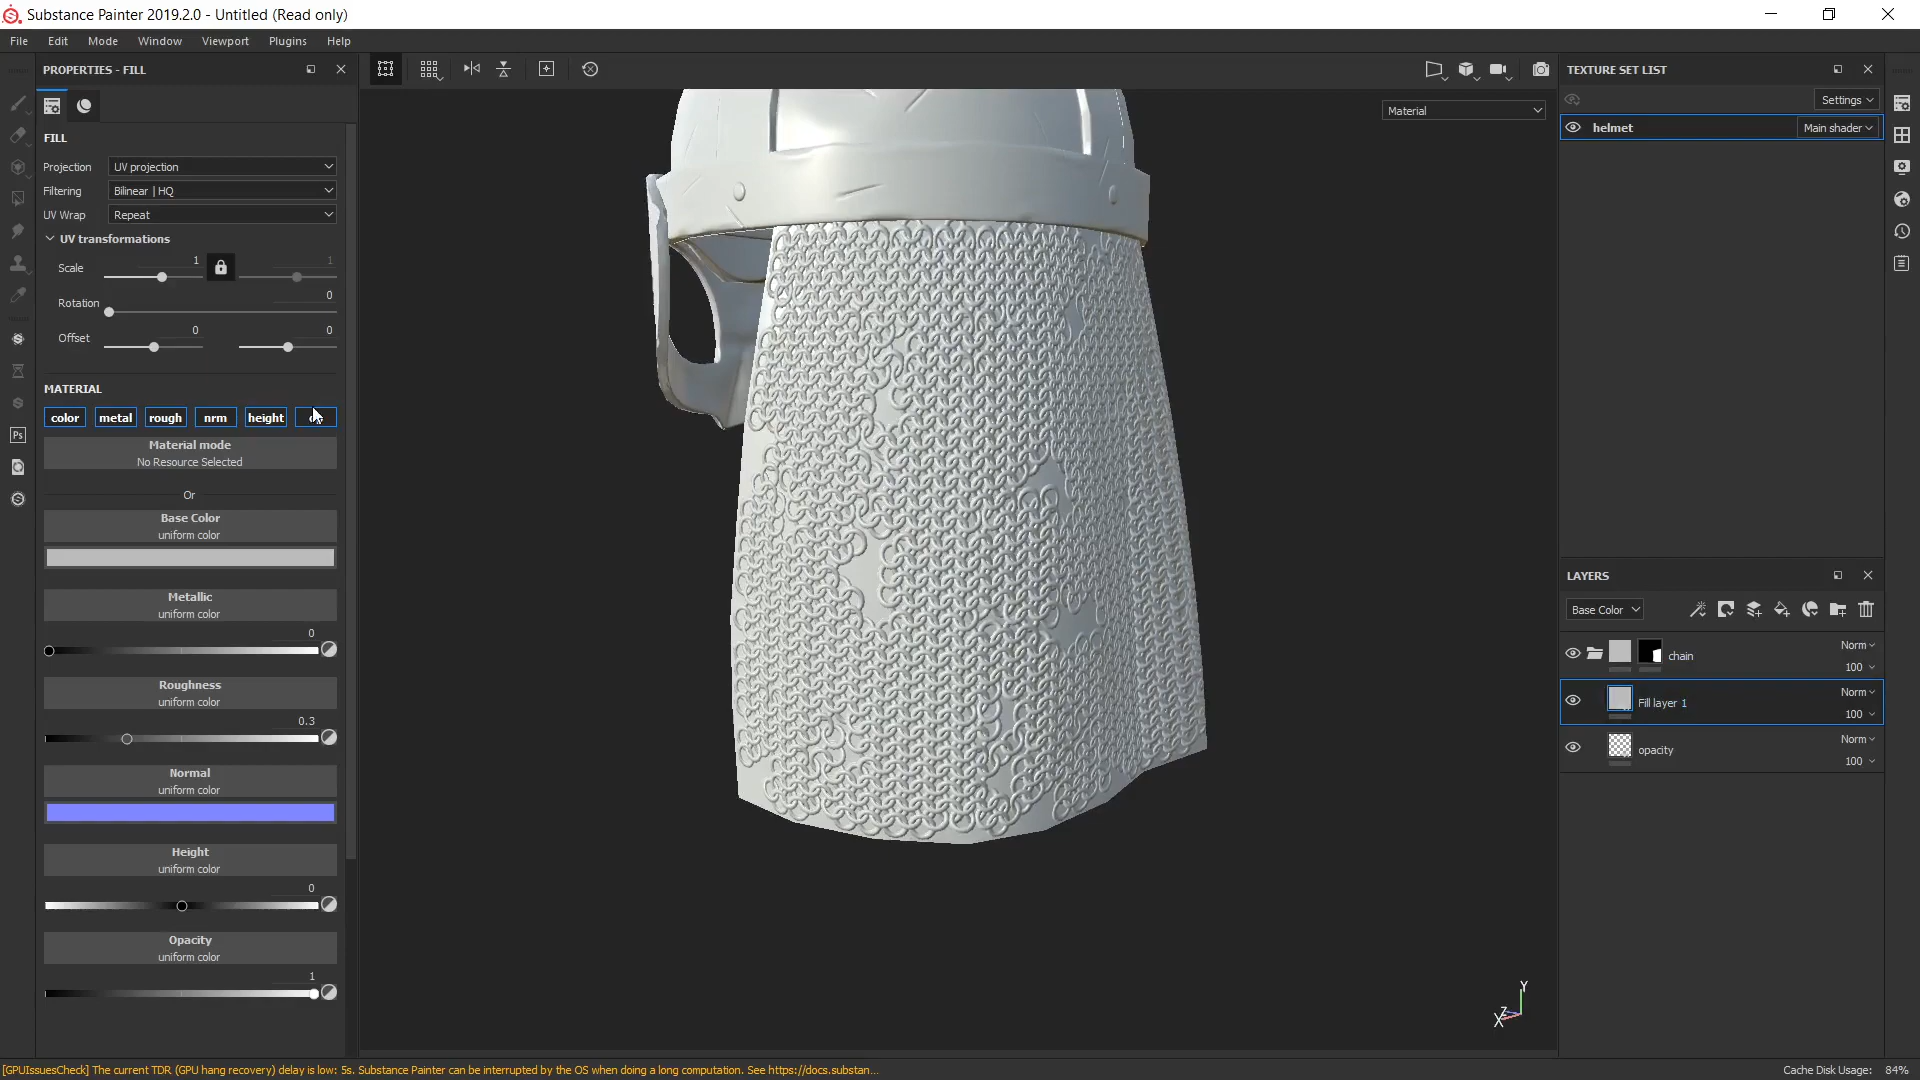 Substance Painter 2019.2.0 - Untitled (Read only)
File Edit Mode Window Viewport Plugins Help
PROPERTIES - FILL
FILL
Projection UV projection
Filtering Bilinear | HQ
UV Wrap Repeat
UV transformations
Scale 1 1
Rotation 0
Offset 0 0
MATERIAL
color metal rough nrm height
Material mode
No Resource Selected
Or
Base Color
uniform color
Metallic
uniform color
0
Roughness
uniform color
0.3
Normal
uniform color
Height
uniform color
0
Opacity
uniform color
1
Ps
Material
Y
Z
X
TEXTURE SET LIST
Settings
helmet Main shader
LAYERS
Base Color
chain Norm 100
Fill layer 1 Norm 100
opacity Norm 100
[GPUIssuesCheck] The current TDR (GPU hang recovery) delay is low: 5s. Substance Painter can be interrupted by the OS when doing a long computation. See https://docs.substan...
Cache Disk Usage: 84%